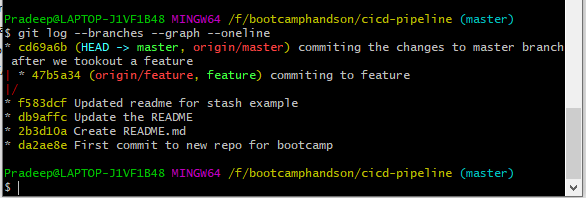 Pradeep@LAPTOP-J1VF1B48 MINGW64 /f/bootcamphandson/cicd-pipeline (master)
$ git log --branches --graph --oneline
* cd69a6b (HEAD -> master, origin/master) commiting the changes to master branch
after we tookout a feature
| * 47b5a34 (origin/feature, feature) commiting to feature
|/
* f583dcf Updated readme for stash example
* db9affc Update the README
* 2b3d10a Create README.md
* da2ae8e First commit to new repo for bootcamp
Pradeep@LAPTOP-J1VF1B48 MINGW64 /f/bootcamphandson/cicd-pipeline (master)
$